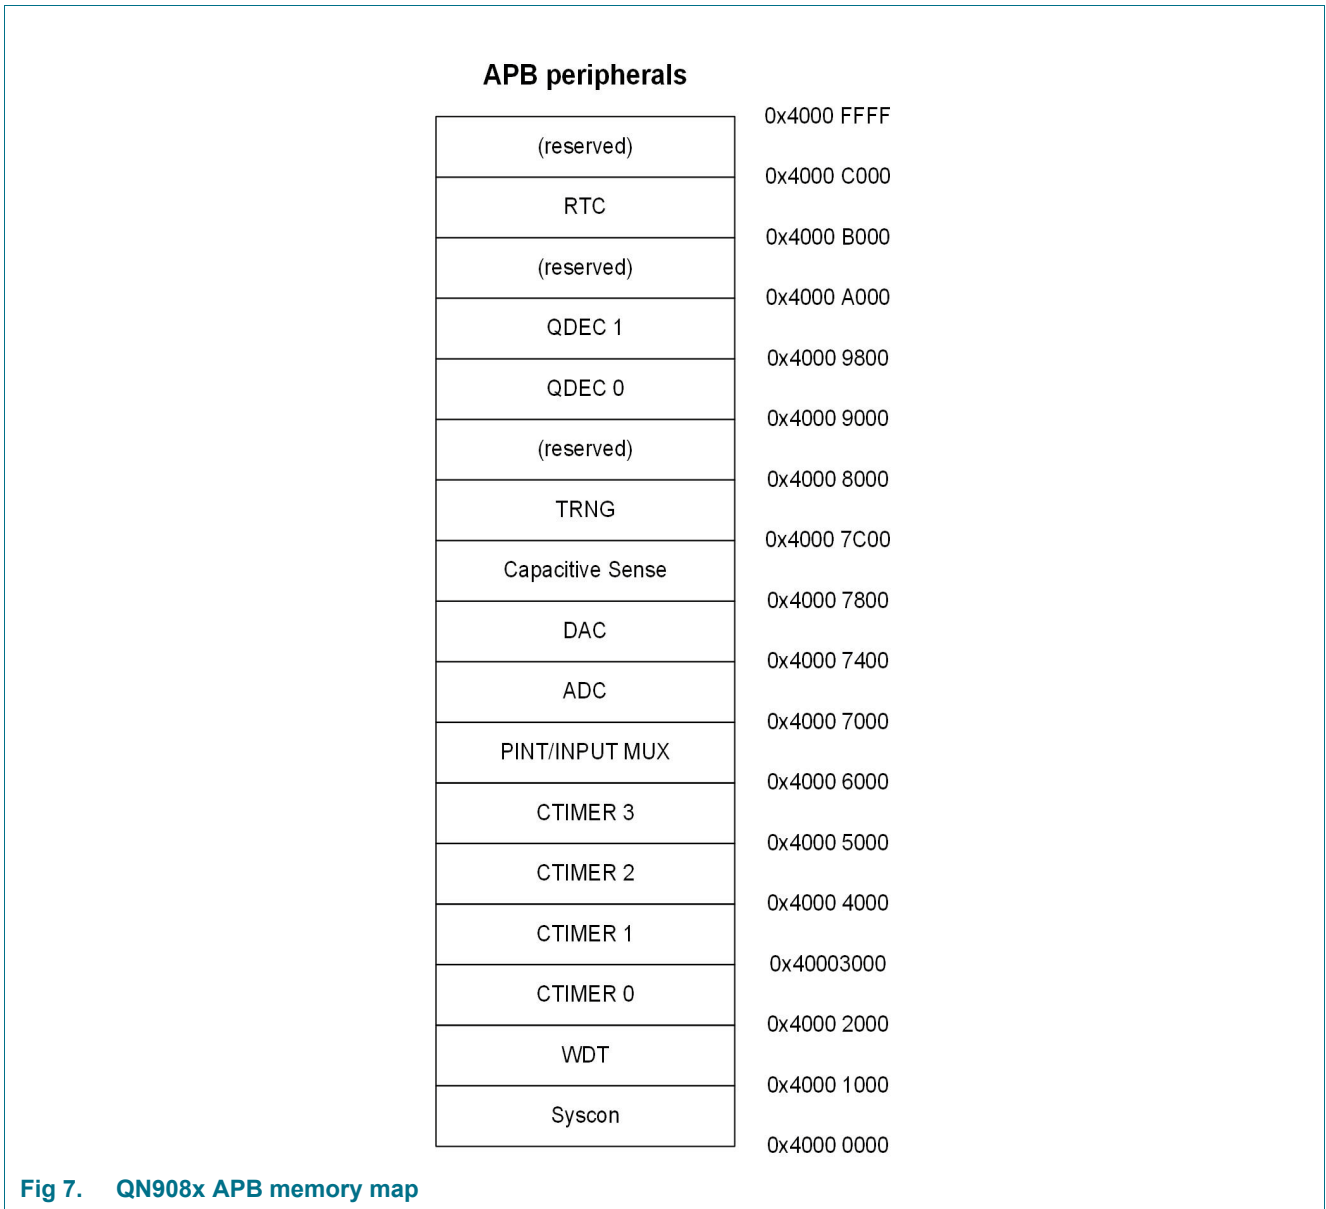 APB peripherals
0x4000 FFFF
(reserved)
0x4000 C000
RTC
0x4000 B000
(reserved)
0x4000 A000
QDEC 1
0x4000 9800
QDEC 0
0x4000 9000
(reserved)
0x4000 8000
TRNG
0x4000 7C00
Capacitive Sense
0x4000 7800
DAC
0x4000 7400
ADC
0x4000 7000
PINT/INPUT MUX
0x4000 6000
CTIMER 3
0x4000 5000
CTIMER 2
0x4000 4000
CTIMER 1
0x40003000
CTIMER 0
0x4000 2000
WDT
0x4000 1000
Syscon
0x4000 0000
Fig 7. QN908x APB memory map